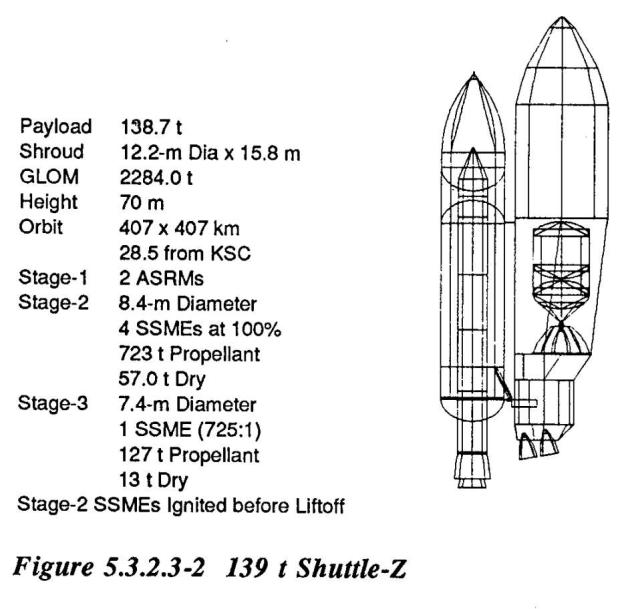 Payload 138.7 t
Shroud 12.2-m Dia x 15.8 m
GLOM 2284.0 t
Height 70 m
Orbit 407 x 407 km
28.5 from KSC
Stage-1 2 ASRMs
Stage-2 8.4-m Diameter
4 SSMEs at 100%
723 t Propellant
57.0 t Dry
Stage-3 7.4-m Diameter
1 SSME (725:1)
127 t Propellant
13 t Dry
Stage-2 SSMEs Ignited before Liftoff
Figure 5.3.2.3-2 139 t Shuttle-Z